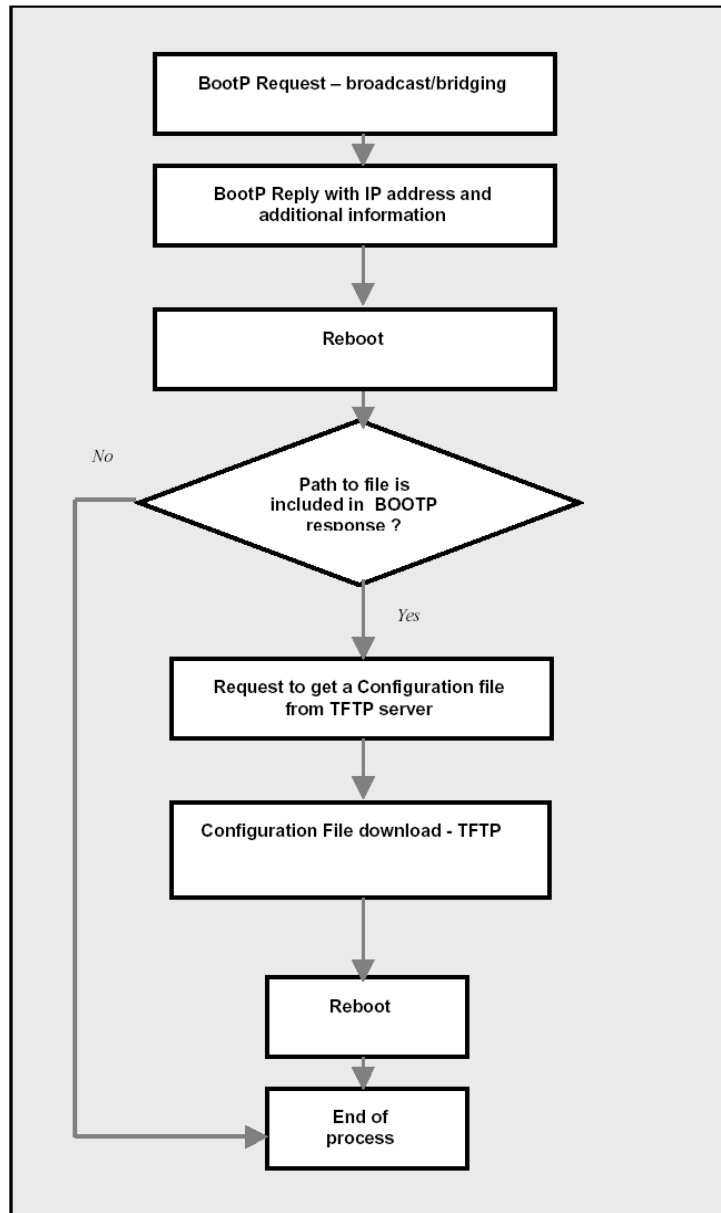 BootP Request – broadcast/bridging
BootP Reply with IP address and
additional information
Reboot
No
Path to file is
included in BOOTP
response ?
Yes
Request to get a Configuration file
from TFTP server
Configuration File download - TFTP
Reboot
End of
process